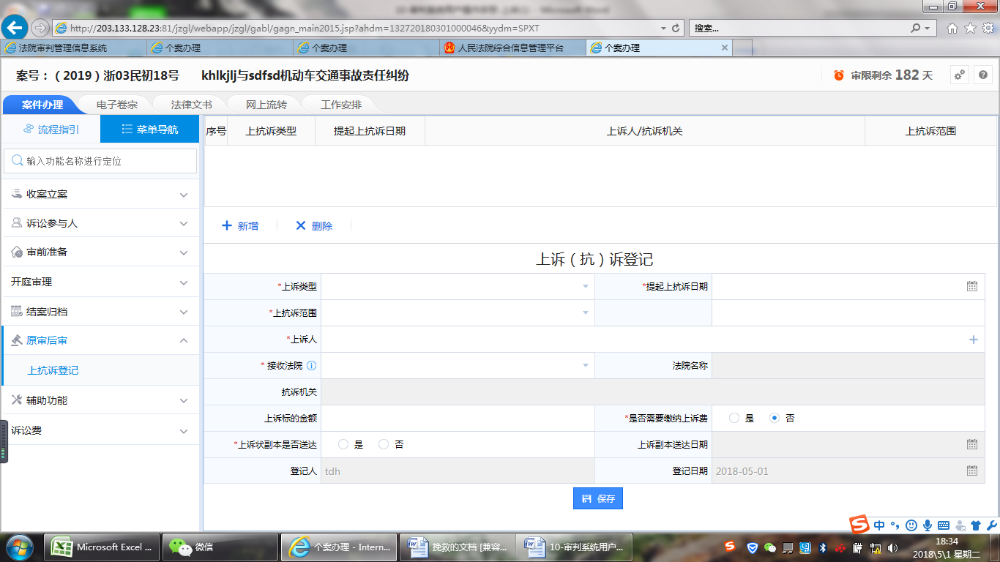 10-审判系统用户操作手册-上诉(1) - Microsoft Word
http://203.133.128.23:81/jzgl/webapp/jzgl/gabl/gagn_main2015.jsp?ahdm=132720180301000046&yydm=SPXT
搜索...
法院审判管理信息系统 个案办理 个案办理 人民法院综合信息管理平台 个案办理
案号：（2019）浙03民初18号 khlkjlj与sdfsd机动车交通事故责任纠纷 审限剩余 182 天
案件办理 电子卷宗 法律文书 网上流转 工作安排
流程指引 菜单导航
序号 上抗诉类型 提起上抗诉日期 上诉人/抗诉机关 上抗诉范围
输入功能名称进行定位
收案立案
诉讼参与人
审前准备
开庭审理
结案归档
原审后审
上抗诉登记
辅助功能
诉讼费
新增 删除
上诉（抗）诉登记
*上诉类型 *提起上抗诉日期
*上抗诉范围
*上诉人
* 接收法院 法院名称
抗诉机关
上诉标的金额 *是否需要缴纳上诉费 是 否
*上诉状副本是否送达 是 否 上诉副本送达日期
登记人 tdh 登记日期 2018-05-01
保存
中
Microsoft Excel ... 微信 个案办理 - Intern... 挽救的文档 [兼容... 10-审判系统用户...
18:34
2018\5\1 星期二